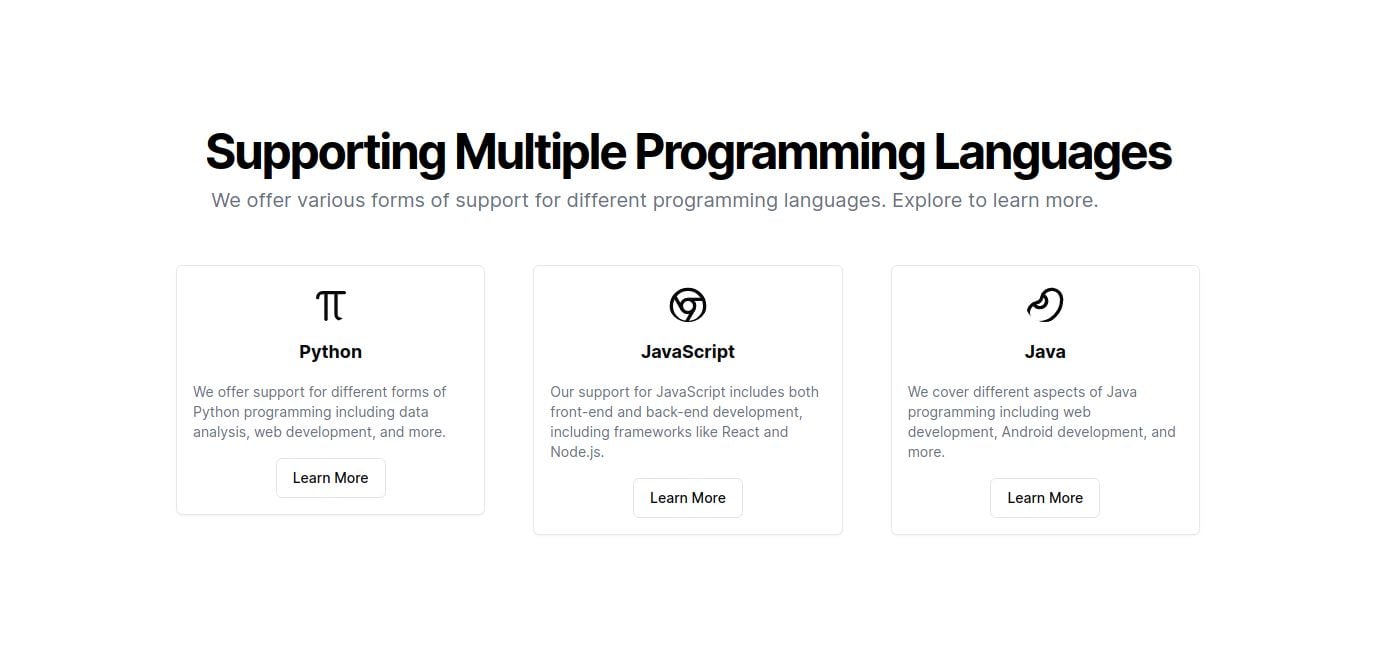 Supporting Multiple Programming Languages
We offer various forms of support for different programming languages. Explore to learn more.
Python
We offer support for different forms of
Python programming including data
analysis, web development, and more.
Learn More
JavaScript
Our support for JavaScript includes both
front-end and back-end development,
including frameworks like React and
Node.js.
Learn More
Java
We cover different aspects of Java
programming including web
development, Android development, and
more.
Learn More